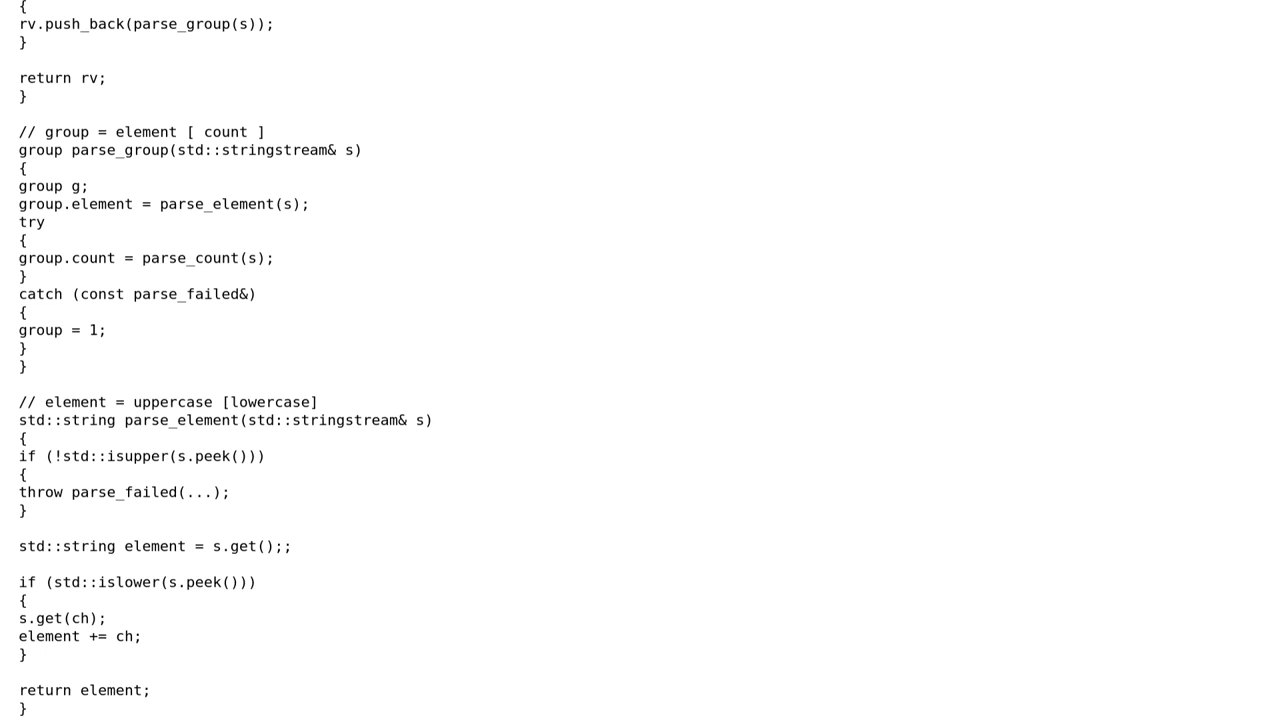 {
rv.push_back(parse_group(s));
}
return rv;
}
// group = element [ count ]
group parse_group(std::stringstream& s)
{
group g;
group.element = parse_element(s);
try
{
group.count = parse_count(s);
}
catch (const parse_failed&)
{
group = 1;
}
}
// element = uppercase [lowercase]
std::string parse_element(std::stringstream& s)
{
if (!std::isupper(s.peek()))
{
throw parse_failed(...);
}
std::string element = s.get();;
if (std::islower(s.peek()))
{
s.get(ch);
element += ch;
}
return element;
}